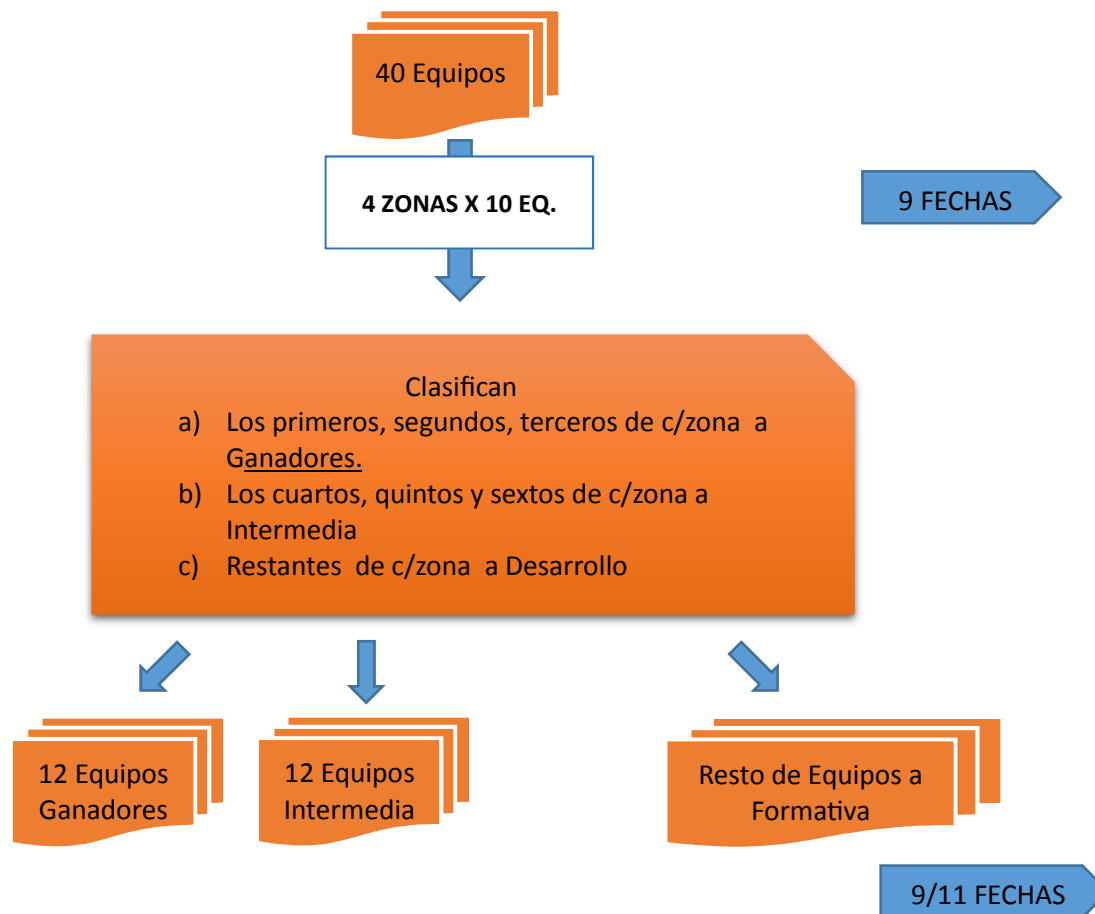 40 Equipos
4 ZONAS X 10 EQ.
9 FECHAS
Clasifican
a) Los primeros, segundos, terceros de c/zona a
Ganadores.
b) Los cuartos, quintos y sextos de c/zona a
Intermedia
c) Restantes de c/zona a Desarrollo
12 Equipos
Ganadores
12 Equipos
Intermedia
Resto de Equipos a
Formativa
9/11 FECHAS